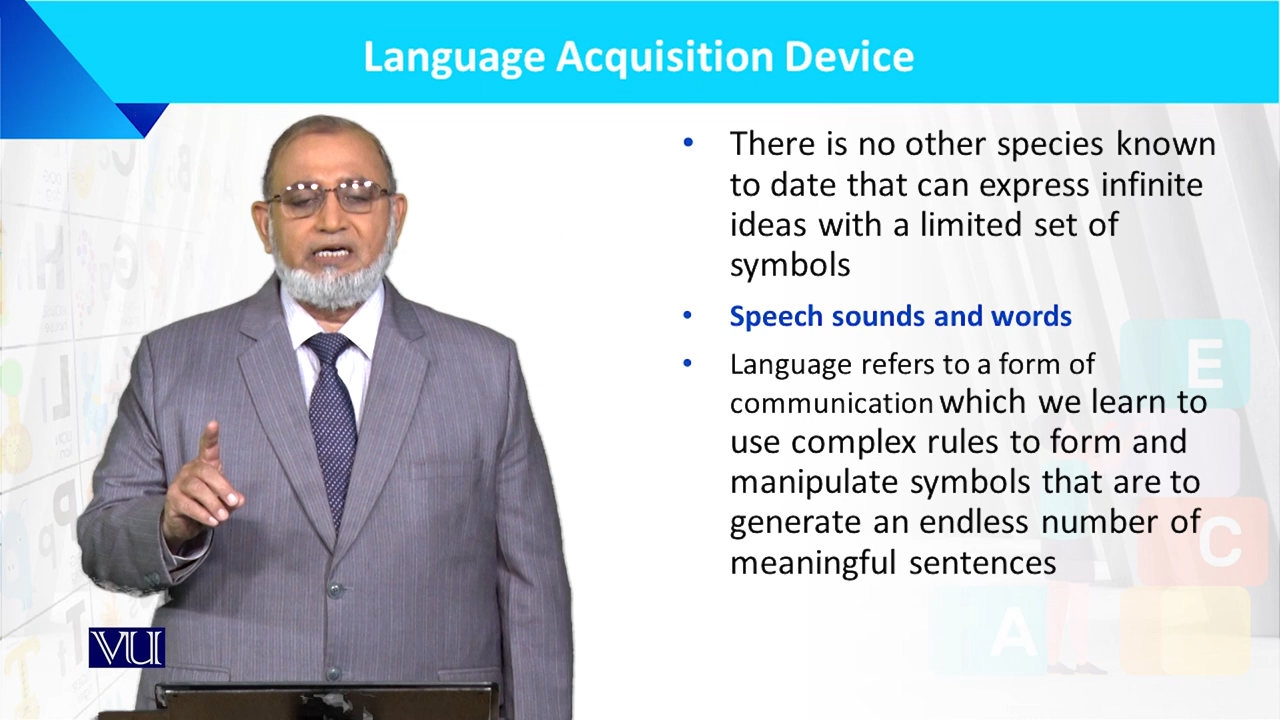 Language Acquisition Device
• There is no other species known
to date that can express infinite
ideas with a limited set of
symbols
• Speech sounds and words
• Language refers to a form of
communication which we learn to
use complex rules to form and
manipulate symbols that are to
generate an endless number of
meaningful sentences
VU
E
C
A